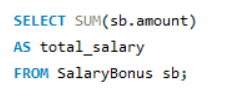 SELECT SUM(sb.amount)
AS total_salary
FROM SalaryBonus sb;